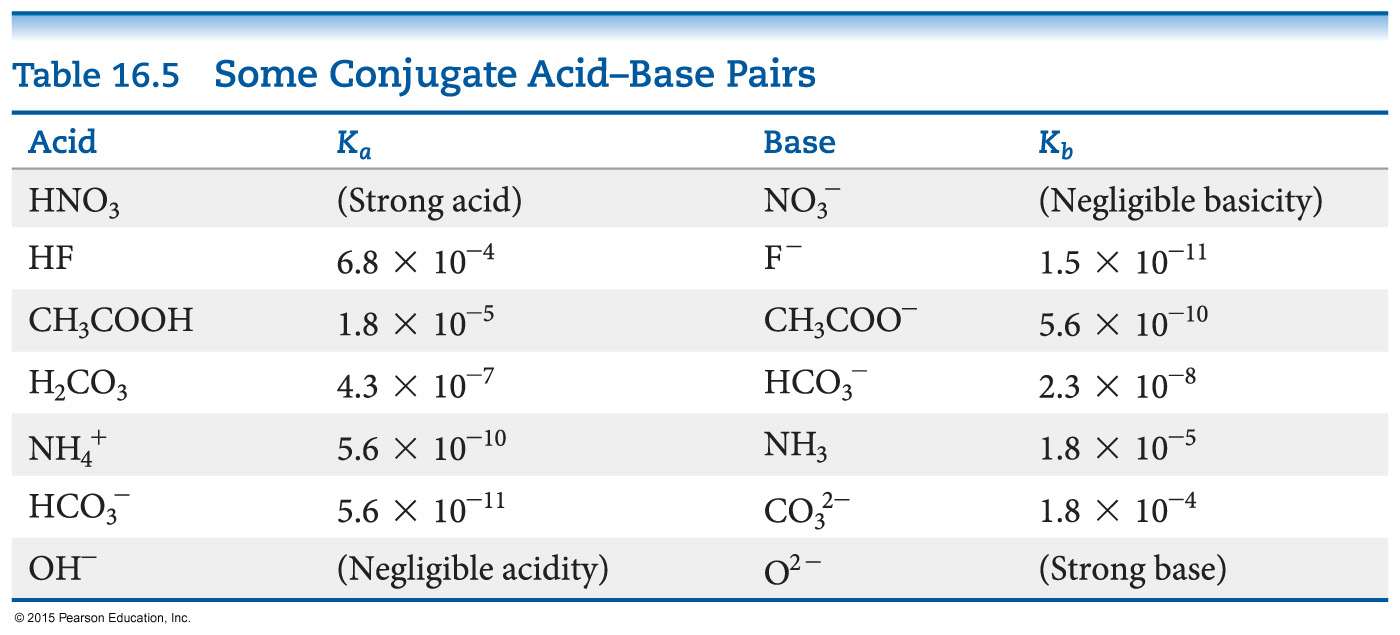 Table 16.5 Some Conjugate Acid–Base Pairs
Acid Kₐ Base K_b
HNO₃ (Strong acid) NO₃⁻ (Negligible basicity)
HF 6.8 × 10⁻⁴ F⁻ 1.5 × 10⁻¹¹
CH₃COOH 1.8 × 10⁻⁵ CH₃COO⁻ 5.6 × 10⁻¹⁰
H₂CO₃ 4.3 × 10⁻⁷ HCO₃⁻ 2.3 × 10⁻⁸
NH₄⁺ 5.6 × 10⁻¹⁰ NH₃ 1.8 × 10⁻⁵
HCO₃⁻ 5.6 × 10⁻¹¹ CO₃²⁻ 1.8 × 10⁻⁴
OH⁻ (Negligible acidity) O²⁻ (Strong base)
© 2015 Pearson Education, Inc.